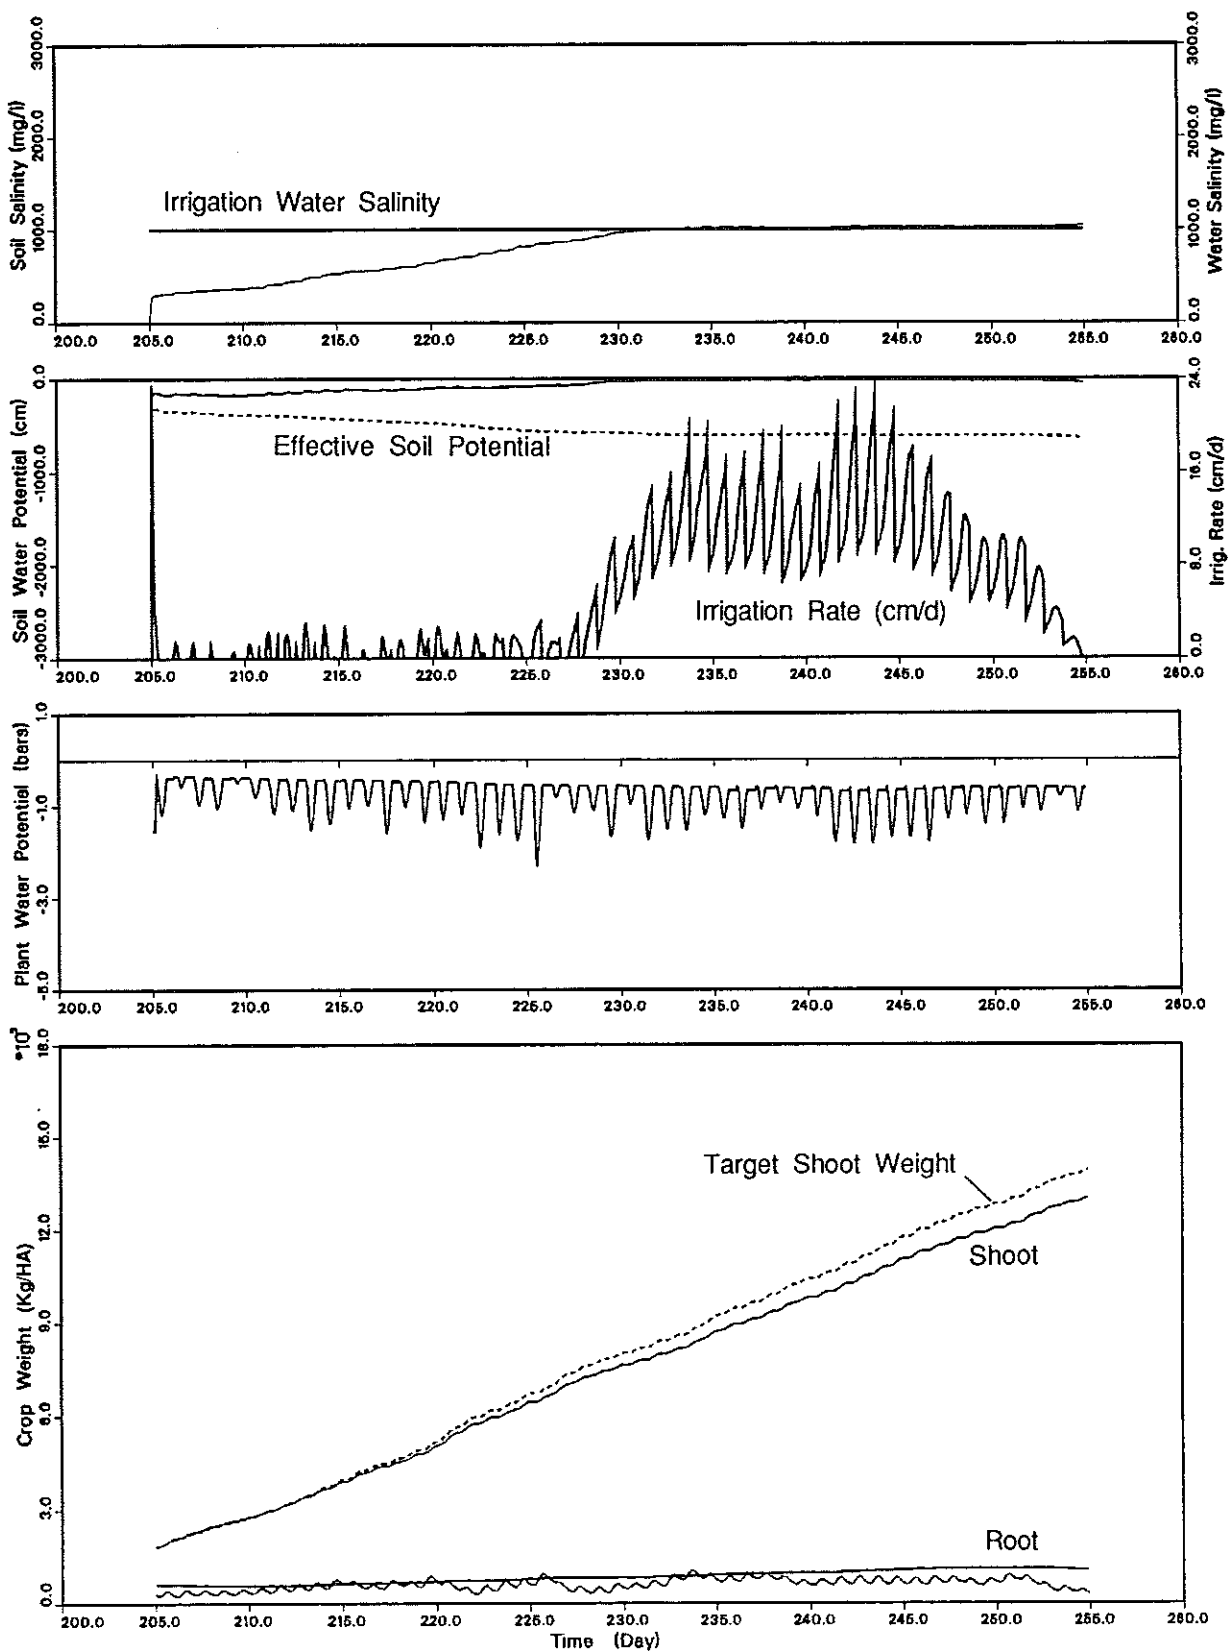 3000.0
2000.0
1000.0
0.0
Soil Salinity (mg/l)
Irrigation Water Salinity
3000.0
2000.0
1000.0
0.0
Water Salinity (mg/l)
200.0 205.0 210.0 215.0 220.0 225.0 230.0 235.0 240.0 245.0 250.0 255.0 260.0
0.0
-1000.0
-2000.0
-3000.0
Soil Water Potential (cm)
Effective Soil Potential
Irrigation Rate (cm/d)
24.0
16.0
8.0
0.0
Irrig. Rate (cm/d)
200.0 205.0 210.0 215.0 220.0 225.0 230.0 235.0 240.0 245.0 250.0 255.0 260.0
1.0
-1.0
-3.0
-5.0
Plant Water Potential (bars)
200.0 205.0 210.0 215.0 220.0 225.0 230.0 235.0 240.0 245.0 250.0 255.0 260.0
*10³
18.0
15.0
12.0
9.0
6.0
3.0
0.0
Crop Weight (Kg/HA)
Target Shoot Weight
Shoot
Root
200.0 205.0 210.0 215.0 220.0 225.0 230.0 235.0 240.0 245.0 250.0 255.0 260.0
Time (Day)